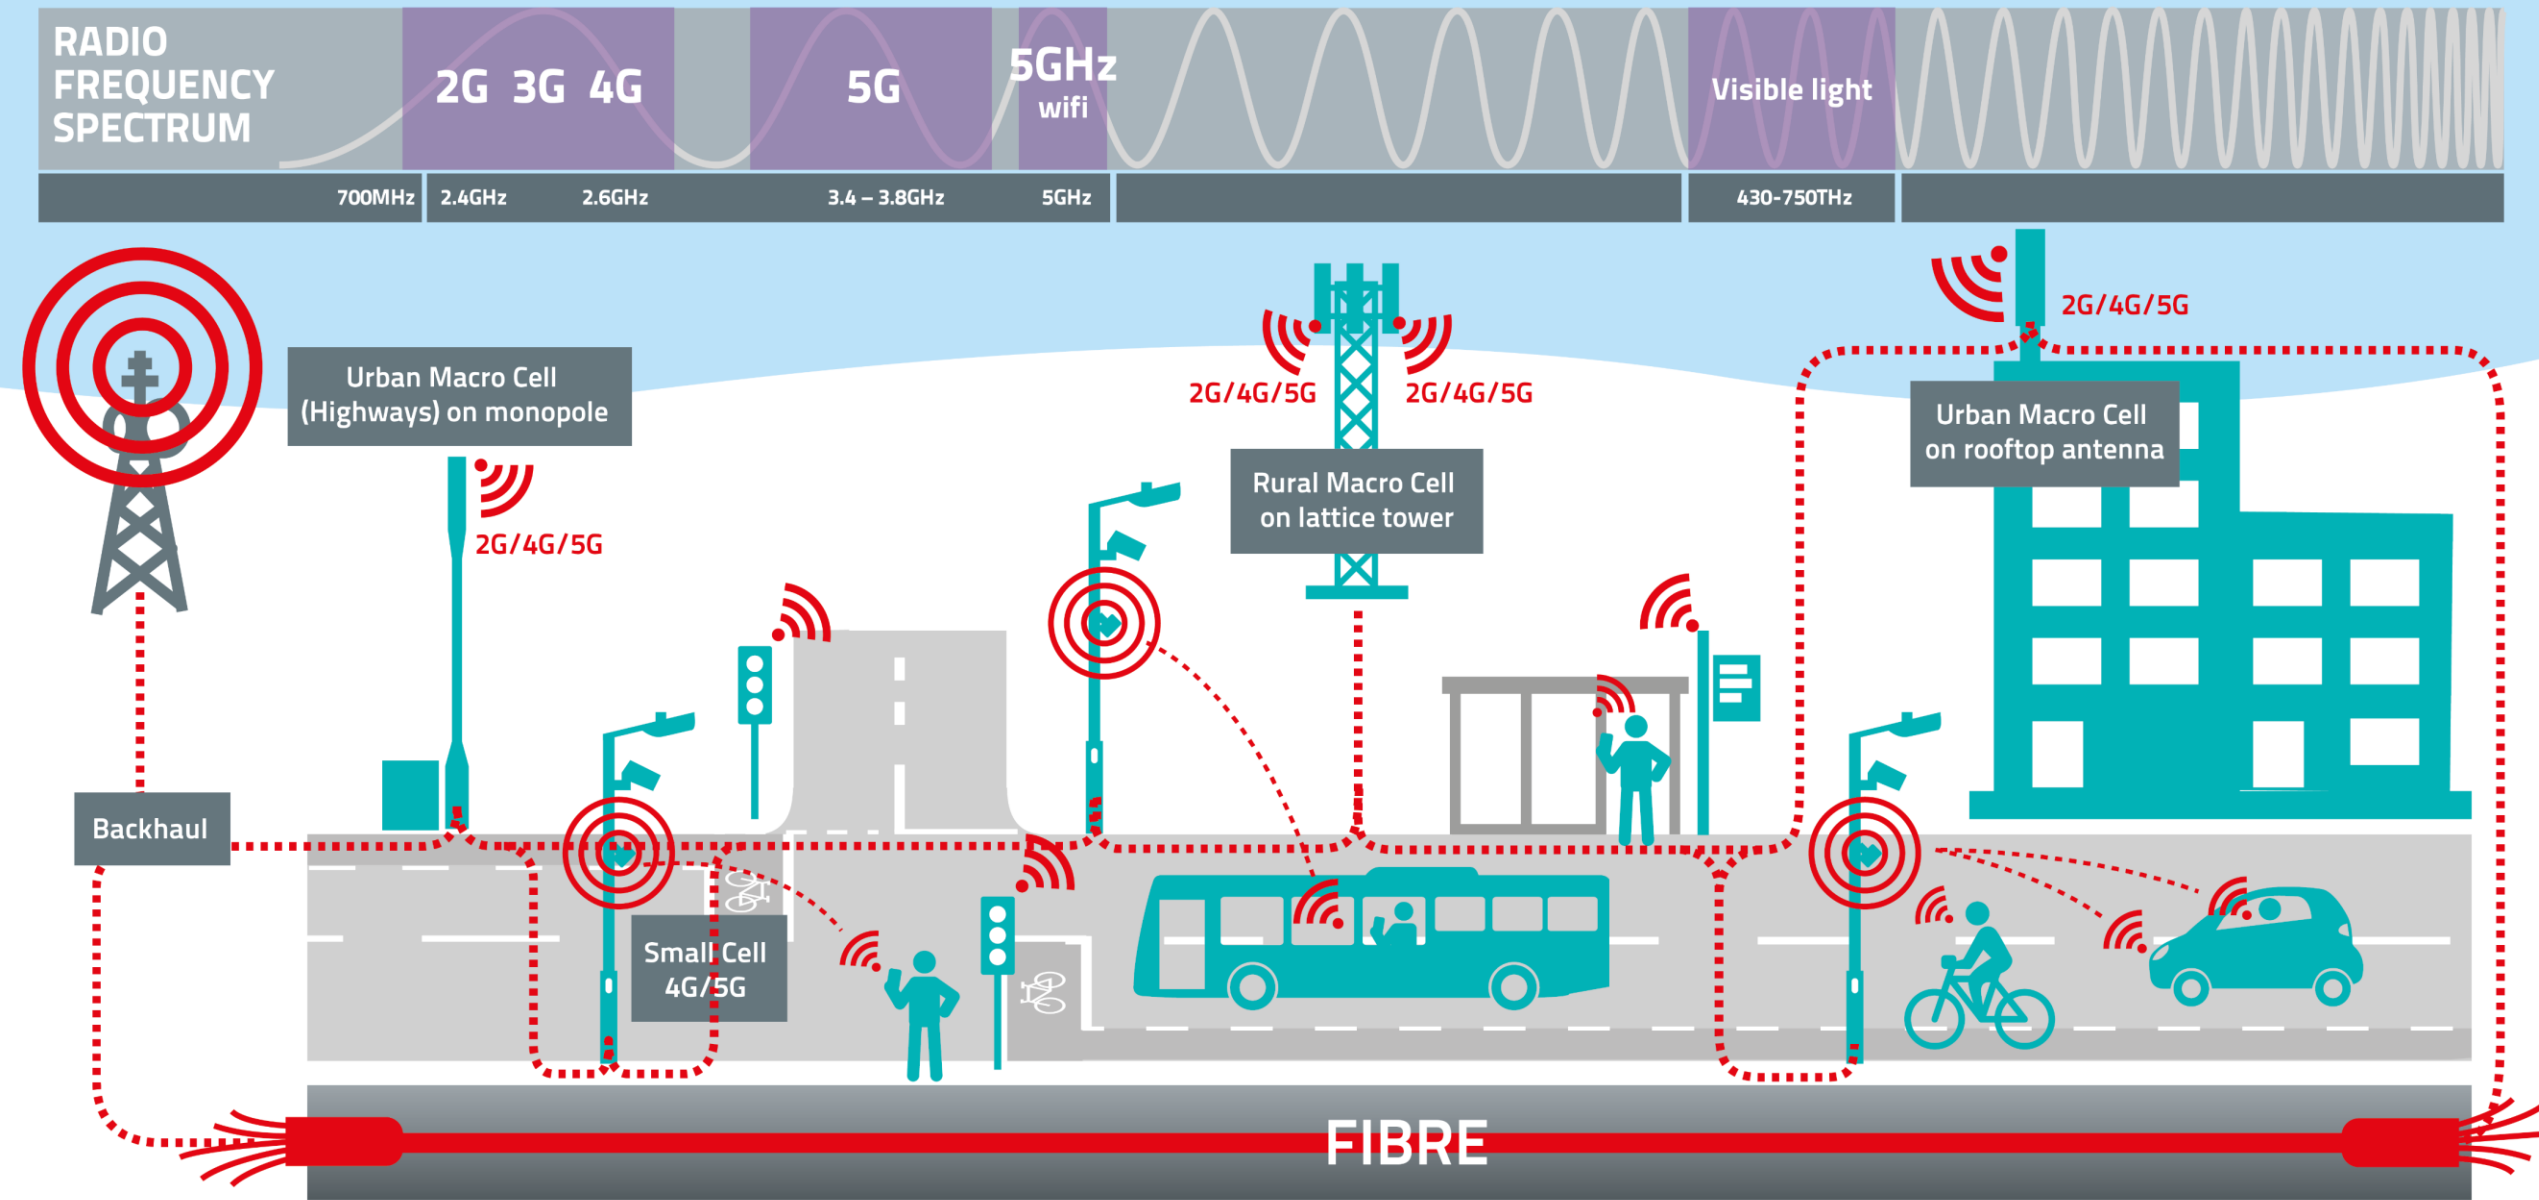 RADIO
FREQUENCY
SPECTRUM
2G 3G 4G
5G
5GHz
wifi
Visible light
700MHz
2.4GHz
2.6GHz
3.4 – 3.8GHz
5GHz
430-750THz
2G/4G/5G
Urban Macro Cell
(Highways) on monopole
2G/4G/5G
2G/4G/5G
2G/4G/5G
Urban Macro Cell
on rooftop antenna
Rural Macro Cell
on lattice tower
Backhaul
Small Cell
4G/5G
FIBRE